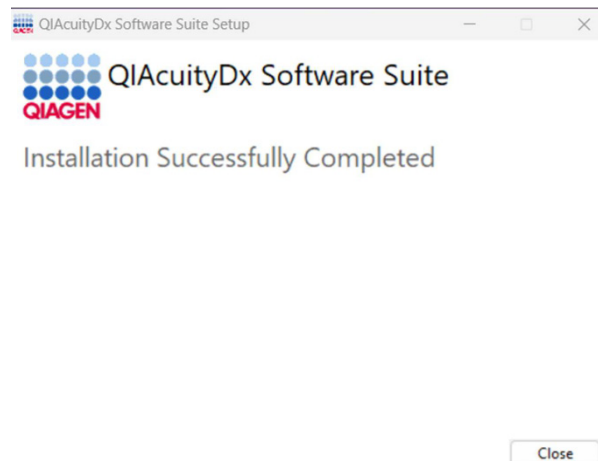 QIAcuityDx Software Suite Setup
QIAcuityDx Software Suite
QIAGEN
Installation Successfully Completed
Close